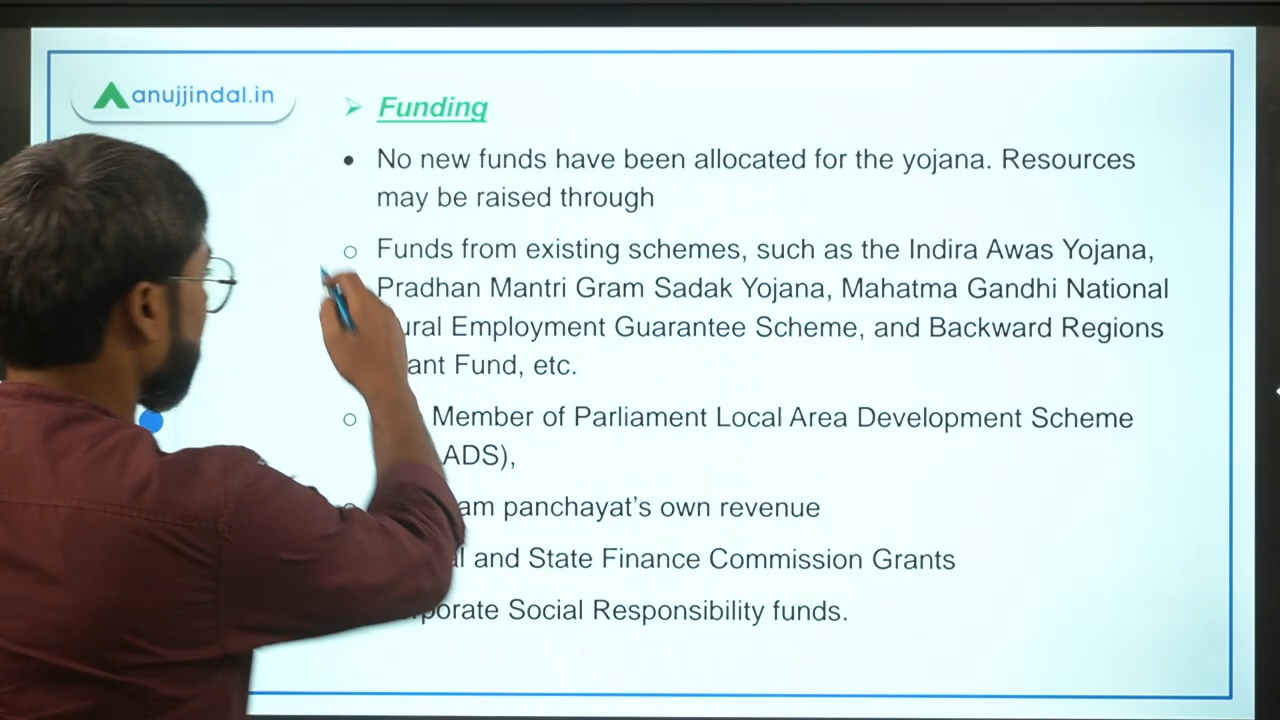 anujjindal.in
Funding
No new funds have been allocated for the yojana. Resources
may be raised through
Funds from existing schemes, such as the Indira Awas Yojana,
Pradhan Mantri Gram Sadak Yojana, Mahatma Gandhi National
Employment Guarantee Scheme, and Backward Regions
Fund, etc.
Member of Parliament Local Area Development Scheme
panchayat’s own revenue
and State Finance Commission Grants
Social Responsibility funds.